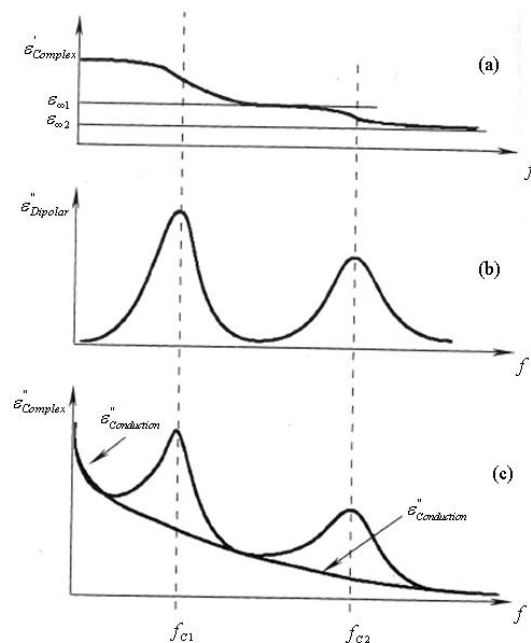 ε'Complex
(a)
ε∞1
ε∞2
f
ε"Dipolar
(b)
f
ε"Complex
ε"Conduction
(c)
ε"Conduction
f
fC1
fC2